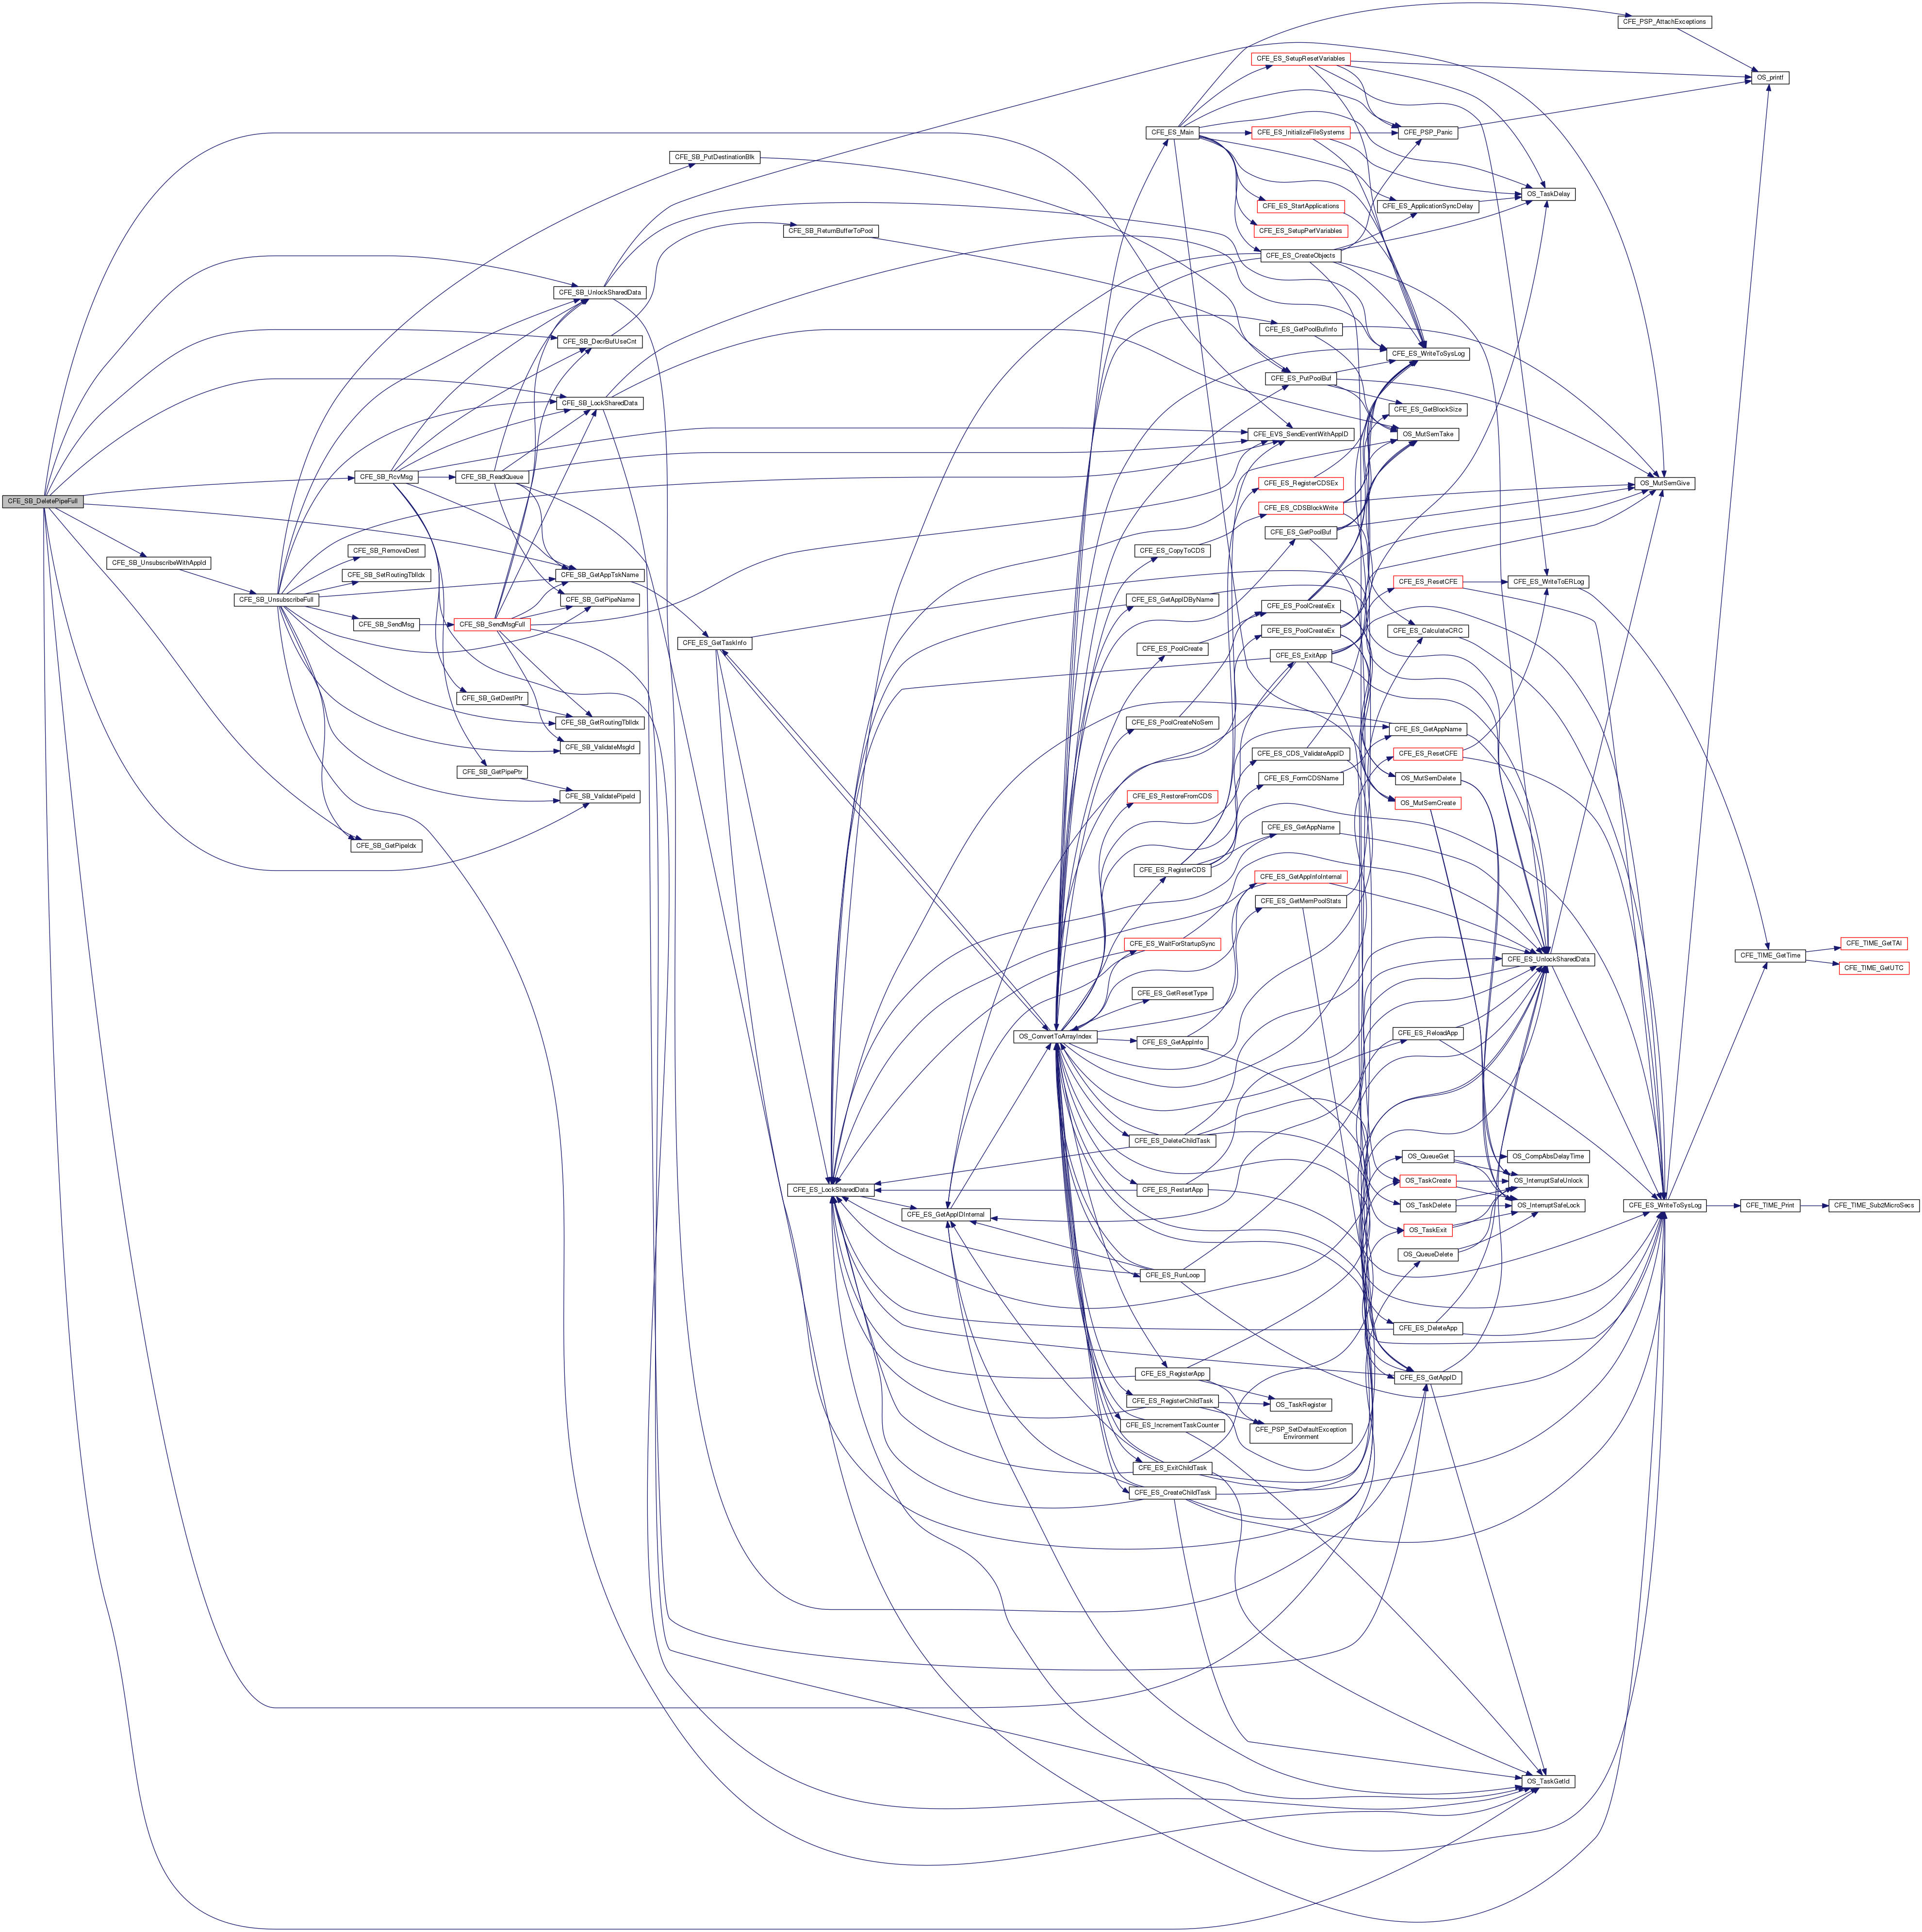 CFE_PSP_AttachExceptions
CFE_ES_SetupResetVariables
OS_printf
CFE_ES_Main
CFE_ES_InitializeFileSystems
CFE_PSP_Panic
CFE_SB_PutDestinationBlk
OS_TaskDelay
CFE_ES_StartApplications
CFE_ES_ApplicationSyncDelay
CFE_SB_ReturnBufferToPool
CFE_ES_SetupPerfVariables
CFE_ES_CreateObjects
CFE_SB_UnlockSharedData
CFE_ES_GetPoolBufInfo
CFE_SB_DecrBufUseCnt
CFE_ES_WriteToSysLog
CFE_ES_PutPoolBuf
CFE_SB_LockSharedData
CFE_ES_GetBlockSize
CFE_EVS_SendEventWithAppID
OS_MutSemTake
CFE_SB_RcvMsg
CFE_SB_ReadQueue
CFE_ES_RegisterCDSEx
OS_MutSemGive
CFE_SB_DeletePipeFull
CFE_ES_CDSBlockWrite
CFE_ES_GetPoolBuf
CFE_SB_RemoveDest
CFE_ES_CopyToCDS
CFE_SB_UnsubscribeWithAppId
CFE_SB_SetRoutingTblIdx
CFE_SB_GetAppTskName
CFE_ES_ResetCFE
CFE_ES_WriteToERLog
CFE_SB_UnsubscribeFull
CFE_SB_GetPipeName
CFE_ES_GetAppIDByName
CFE_ES_PoolCreateEx
CFE_SB_SendMsg
CFE_SB_SendMsgFull
CFE_ES_PoolCreateEx
CFE_ES_CalculateCRC
CFE_ES_GetTaskInfo
CFE_ES_PoolCreate
CFE_ES_ExitApp
CFE_SB_GetDestPtr
CFE_SB_GetRoutingTblIdx
CFE_ES_PoolCreateNoSem
CFE_ES_GetAppName
CFE_SB_ValidateMsgId
CFE_ES_CDS_ValidateAppID
CFE_ES_ResetCFE
CFE_SB_GetPipePtr
CFE_ES_FormCDSName
OS_MutSemDelete
CFE_SB_ValidatePipeId
CFE_ES_RestoreFromCDS
OS_MutSemCreate
CFE_ES_GetAppName
CFE_SB_GetPipeIdx
CFE_ES_RegisterCDS
CFE_ES_GetAppInfoInternal
CFE_ES_GetMemPoolStats
CFE_ES_WaitForStartupSync
CFE_TIME_GetTAI
CFE_TIME_GetTime
CFE_ES_UnlockSharedData
CFE_TIME_GetUTC
CFE_ES_GetResetType
OS_ConvertToArrayIndex
CFE_ES_GetAppInfo
CFE_ES_ReloadApp
CFE_ES_DeleteChildTask
OS_QueueGet
OS_CompAbsDelayTime
CFE_ES_LockSharedData
CFE_ES_RestartApp
OS_TaskCreate
OS_InterruptSafeUnlock
OS_TaskDelete
OS_InterruptSafeLock
CFE_ES_WriteToSysLog
CFE_TIME_Print
CFE_TIME_Sub2MicroSecs
CFE_ES_GetAppIDInternal
OS_TaskExit
OS_QueueDelete
CFE_ES_RunLoop
CFE_ES_DeleteApp
CFE_ES_RegisterApp
CFE_ES_GetAppID
CFE_ES_RegisterChildTask
OS_TaskRegister
CFE_ES_IncrementTaskCounter
CFE_PSP_SetDefaultException
Environment
CFE_ES_ExitChildTask
CFE_ES_CreateChildTask
OS_TaskGetId